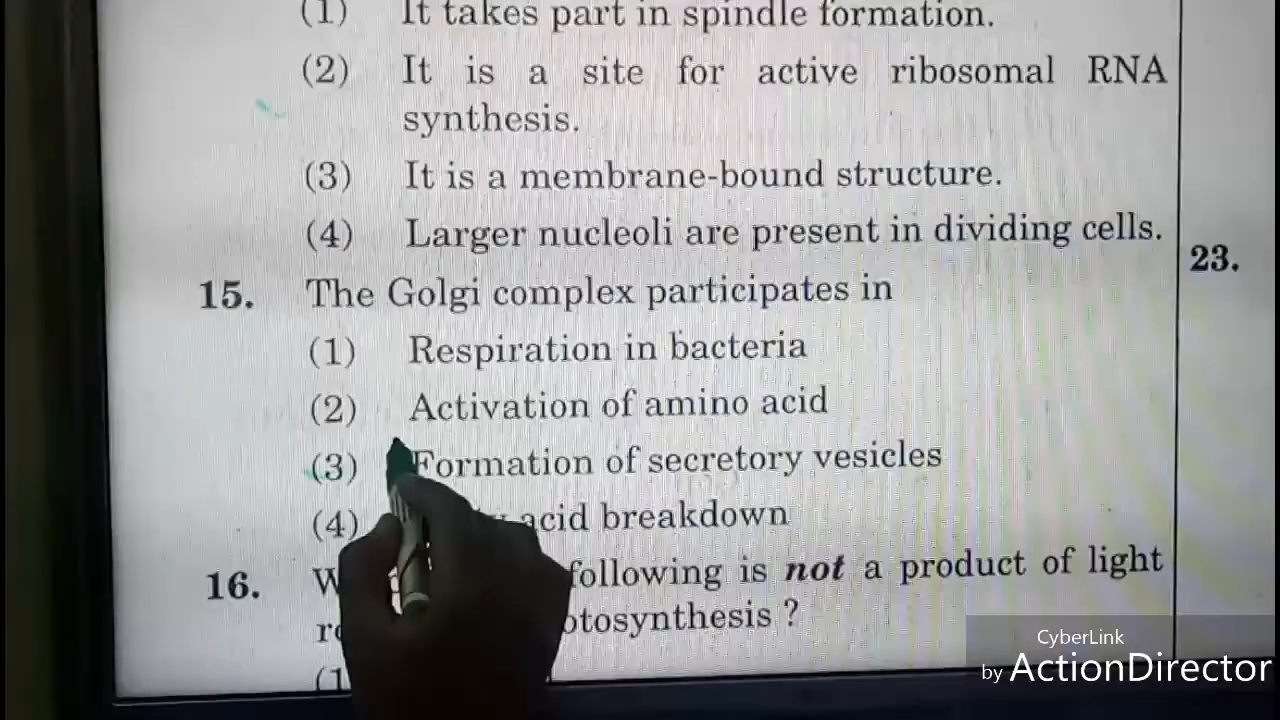 (1) It takes part in spindle formation.
(2) It is a site for active ribosomal RNA
synthesis.
(3) It is a membrane-bound structure.
(4) Larger nucleoli are present in dividing cells.
23.
15. The Golgi complex participates in
(1) Respiration in bacteria
(2) Activation of amino acid
(3) Formation of secretory vesicles
(4) acid breakdown
16. following is not a product of light
?
(1
CyberLink
by ActionDirector